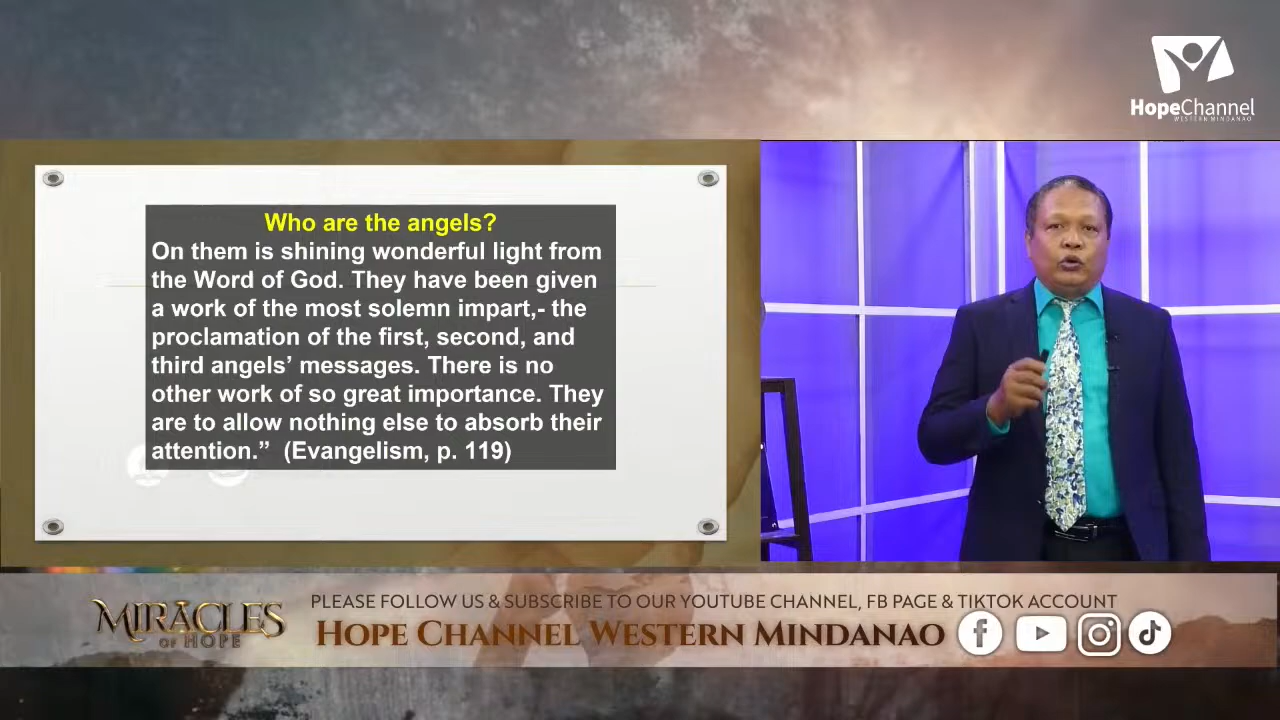 HopeChannel
WESTERN MINDANAO
Who are the angels?
On them is shining wonderful light from
the Word of God. They have been given
a work of the most solemn impart,- the
proclamation of the first, second, and
third angels’ messages. There is no
other work of so great importance. They
are to allow nothing else to absorb their
attention.” (Evangelism, p. 119)
MIRACLES
OF HOPE
PLEASE FOLLOW US & SUBSCRIBE TO OUR YOUTUBE CHANNEL, FB PAGE & TIKTOK ACCOUNT
HOPE CHANNEL WESTERN MINDANAO